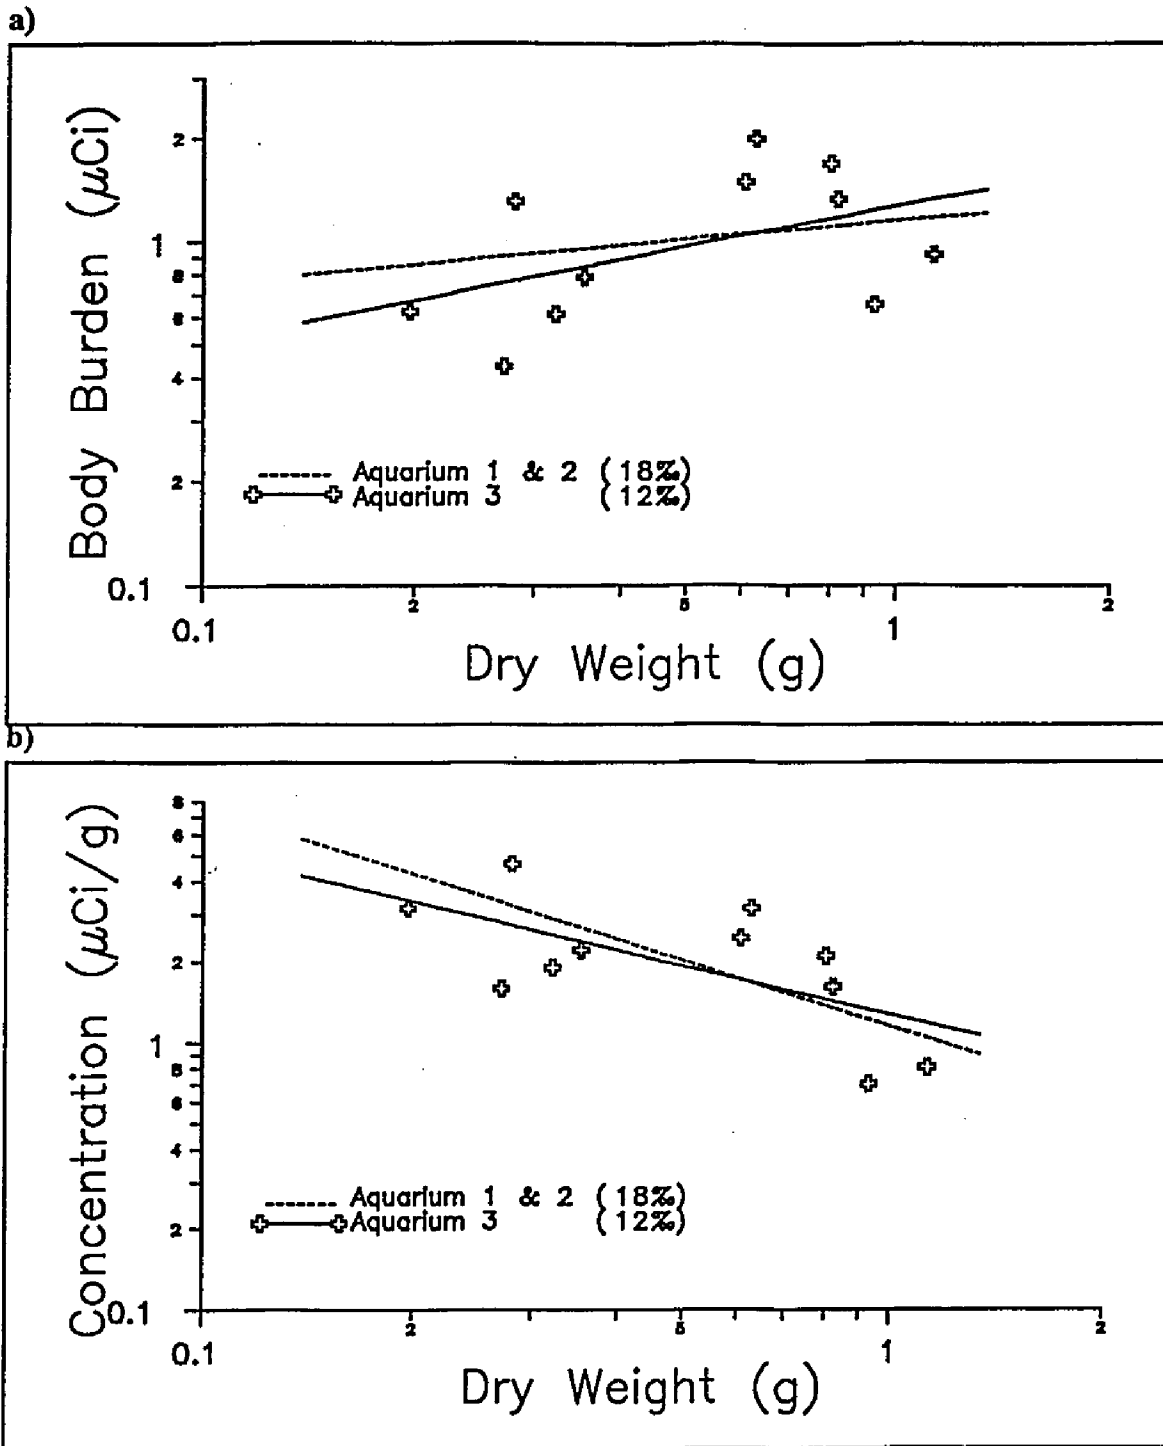 a)
Body Burden (μCi)
2
1
8
6
4
2
0.1
Aquarium 1 & 2 (18‰)
Aquarium 3 (12‰)
0.1
2
5
1
2
Dry Weight (g)
b)
Concentration (μCi/g)
8
6
4
2
1
8
6
4
2
0.1
Aquarium 1 & 2 (18‰)
Aquarium 3 (12‰)
0.1
2
5
1
2
Dry Weight (g)